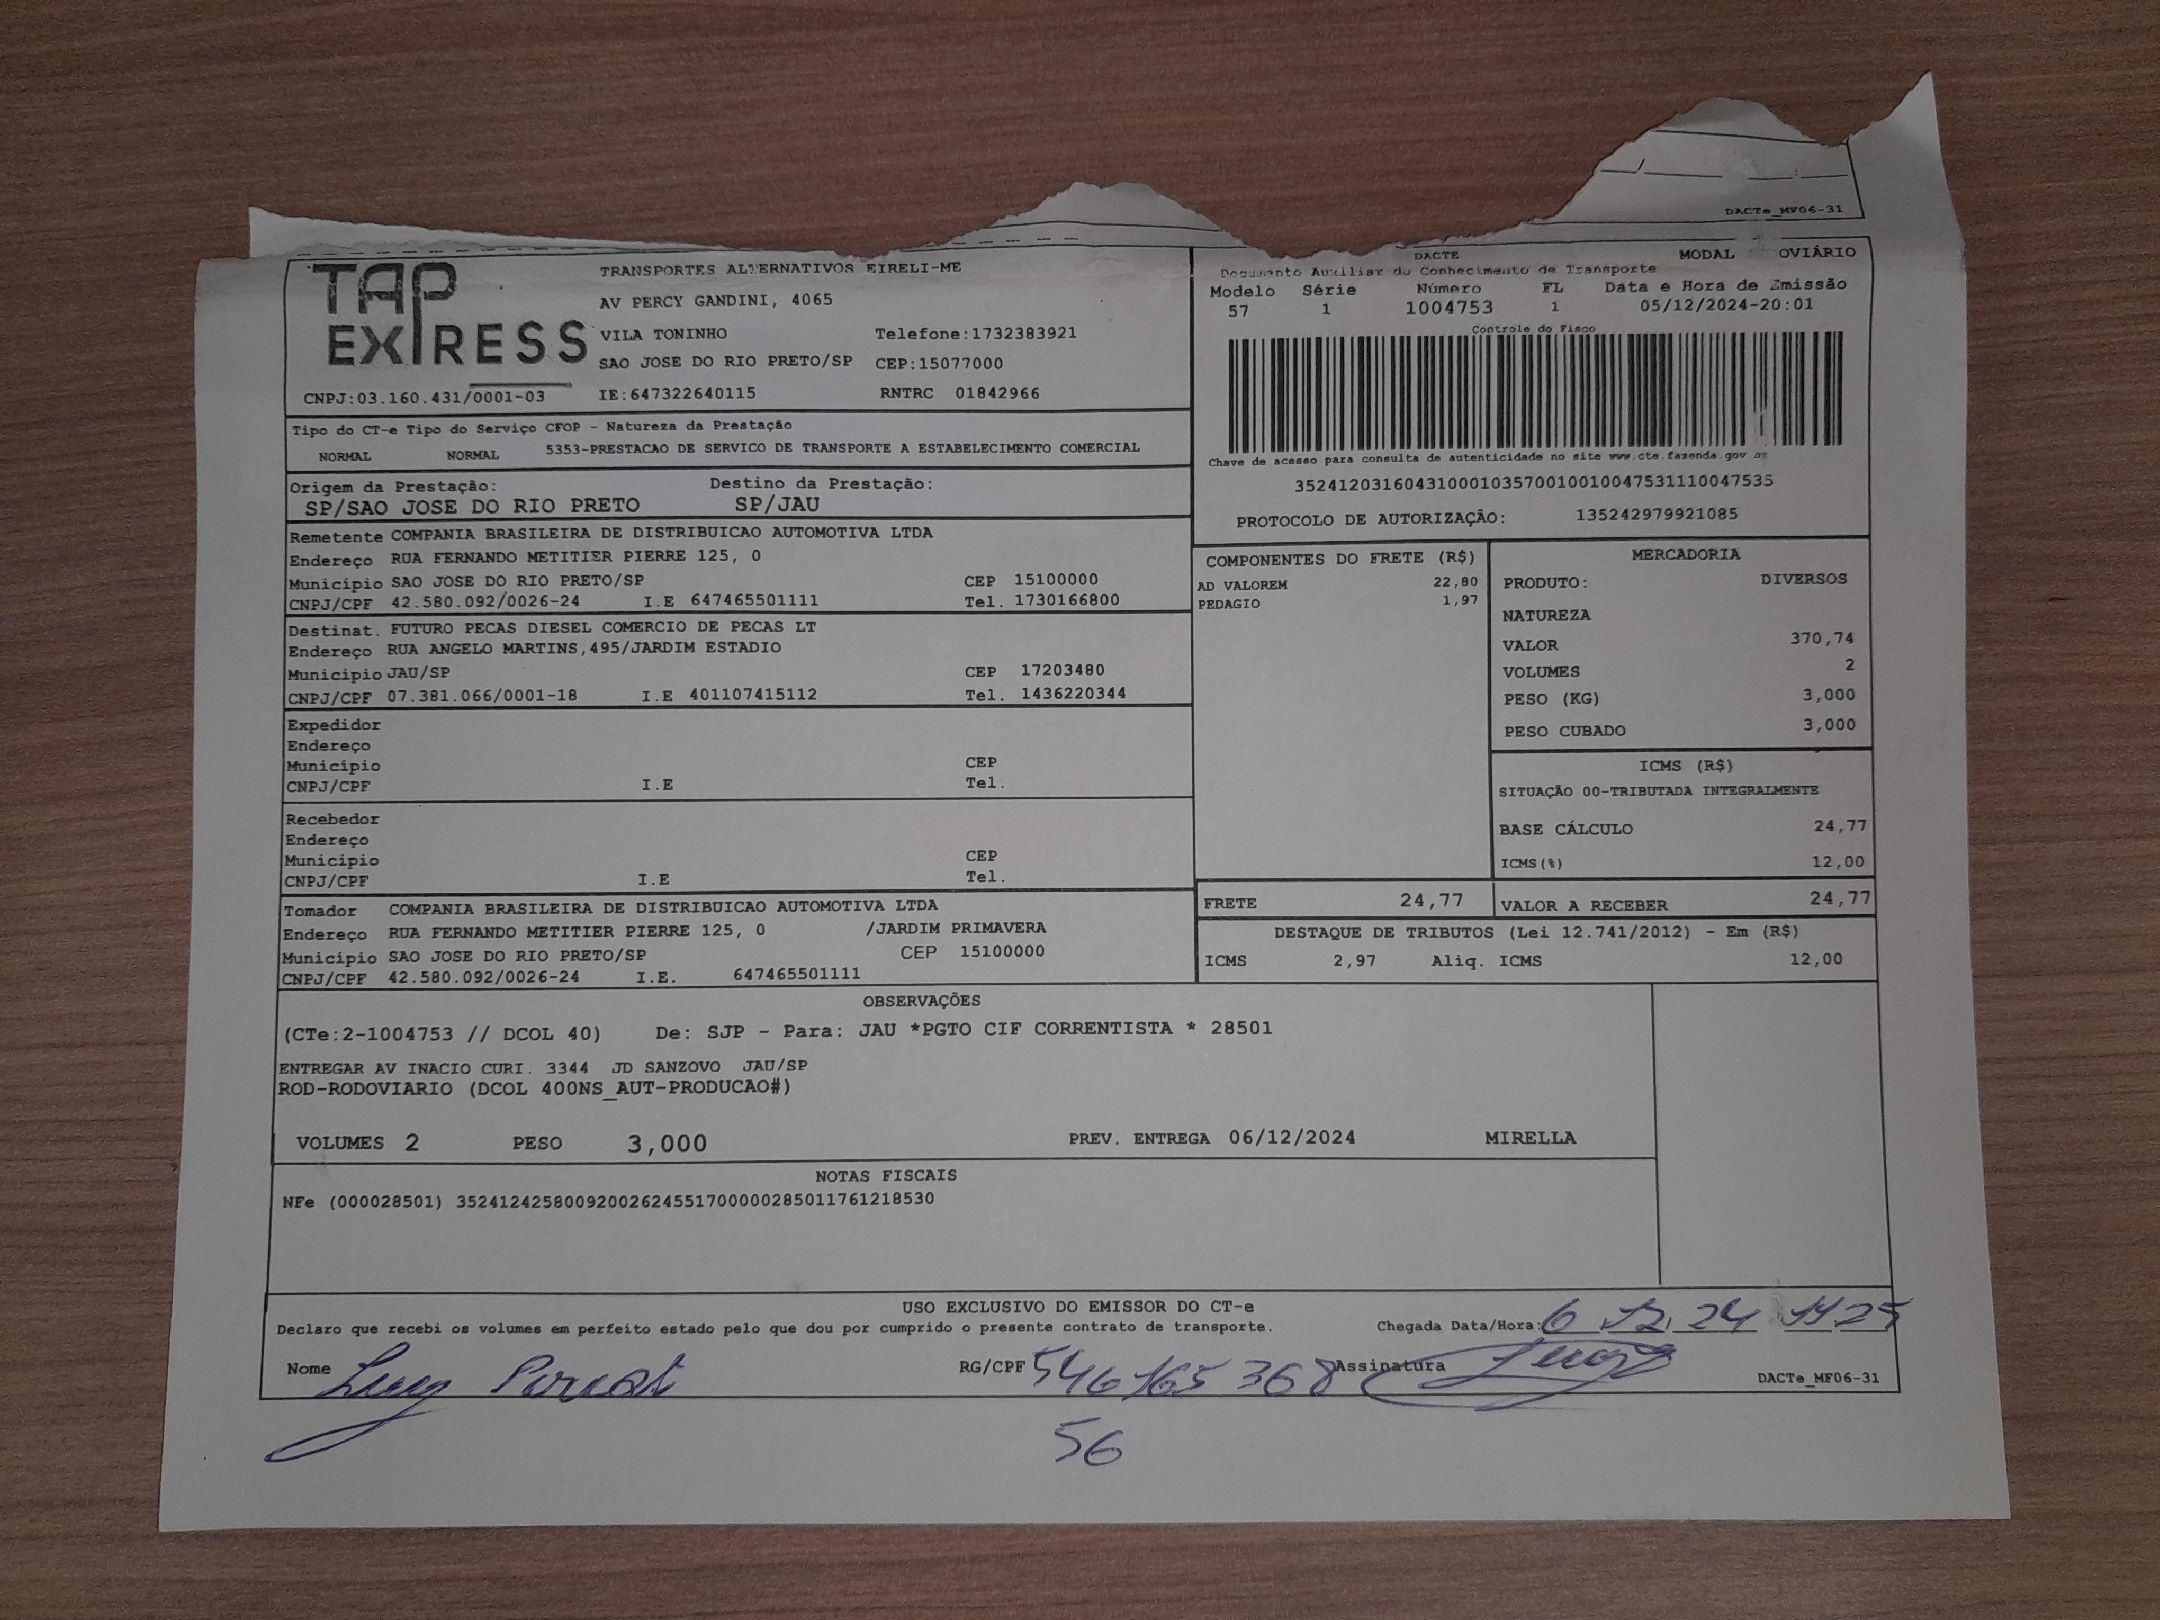 DACTe_MF06-31
TAP EXPRESS
TRANSPORTES ALTERNATIVOS EIRELI-ME
AV PERCY GANDINI, 4065
VILA TONINHO Telefone:1732383921
SAO JOSE DO RIO PRETO/SP CEP:15077000
CNPJ:03.160.431/0001-03 IE:647322640115 RNTRC 01842966
DACTE MODAL OVIÁRIO
Documento Auxiliar do Conhecimento de Transporte
Modelo Série Número FL Data e Hora de Emissão
57 1 1004753 1 05/12/2024-20:01
Controle do Fisco
Chave de acesso para consulta de autenticidade no site www.cte.fazenda.gov
35241203160431000103570010010047531110047535
PROTOCOLO DE AUTORIZAÇÃO: 135242979921085
Tipo do CT-e Tipo do Serviço CFOP - Natureza da Prestação
NORMAL NORMAL 5353-PRESTACAO DE SERVICO DE TRANSPORTE A ESTABELECIMENTO COMERCIAL
Origem da Prestação: Destino da Prestação:
SP/SAO JOSE DO RIO PRETO SP/JAU
Remetente COMPANIA BRASILEIRA DE DISTRIBUICAO AUTOMOTIVA LTDA
Endereço RUA FERNANDO METITIER PIERRE 125, 0
Município SAO JOSE DO RIO PRETO/SP CEP 15100000
CNPJ/CPF 42.580.092/0026-24 I.E 647465501111 Tel. 1730166800
Destinat. FUTURO PECAS DIESEL COMERCIO DE PECAS LT
Endereço RUA ANGELO MARTINS,495/JARDIM ESTADIO
Município JAU/SP CEP 17203480
CNPJ/CPF 07.381.066/0001-18 I.E 401107415112 Tel. 1436220344
Expedidor
Endereço
Município CEP
CNPJ/CPF I.E Tel.
Recebedor
Endereço
Município CEP
CNPJ/CPF I.E Tel.
Tomador COMPANIA BRASILEIRA DE DISTRIBUICAO AUTOMOTIVA LTDA
Endereço RUA FERNANDO METITIER PIERRE 125, 0 /JARDIM PRIMAVERA
Município SAO JOSE DO RIO PRETO/SP CEP 15100000
CNPJ/CPF 42.580.092/0026-24 I.E. 647465501111
COMPONENTES DO FRETE (R$)
AD VALOREM 22,80
PEDAGIO 1,97
MERCADORIA
PRODUTO: DIVERSOS
NATUREZA
VALOR 370,74
VOLUMES 2
PESO (KG) 3,000
PESO CUBADO 3,000
ICMS (R$)
SITUAÇÃO 00-TRIBUTADA INTEGRALMENTE
BASE CÁLCULO 24,77
ICMS(%) 12,00
FRETE 24,77 VALOR A RECEBER 24,77
DESTAQUE DE TRIBUTOS (Lei 12.741/2012) - Em (R$)
ICMS 2,97 Aliq. ICMS 12,00
OBSERVAÇÕES
(CTe:2-1004753 // DCOL 40) De: SJP - Para: JAU *PGTO CIF CORRENTISTA * 28501
ENTREGAR AV INACIO CURI. 3344 JD SANZOVO JAU/SP
ROD-RODOVIARIO (DCOL 400NS_AUT-PRODUCAO#)
VOLUMES 2 PESO 3,000 PREV. ENTREGA 06/12/2024 MIRELLA
NOTAS FISCAIS
NFe (000028501) 35241242580092002624551700000285011761218530
USO EXCLUSIVO DO EMISSOR DO CT-e
Declaro que recebi os volumes em perfeito estado pelo que dou por cumprido o presente contrato de transporte. Chegada Data/Hora: 6 12 24
Nome RG/CPF 546 165 368 Assinatura
DACTe_MF06-31
56